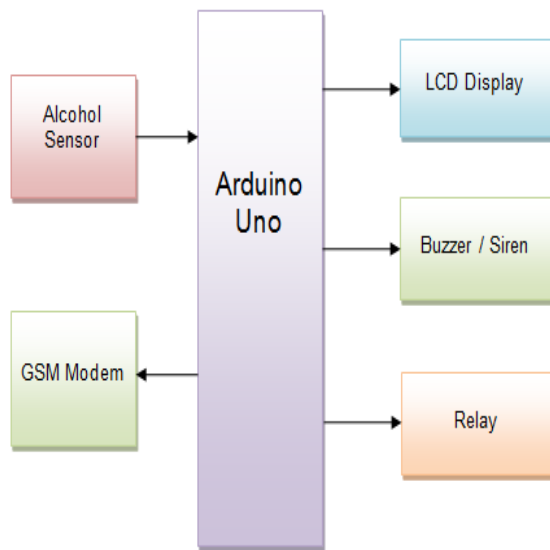 Alcohol
Sensor
GSM Modem
Arduino
Uno
LCD Display
Buzzer / Siren
Relay